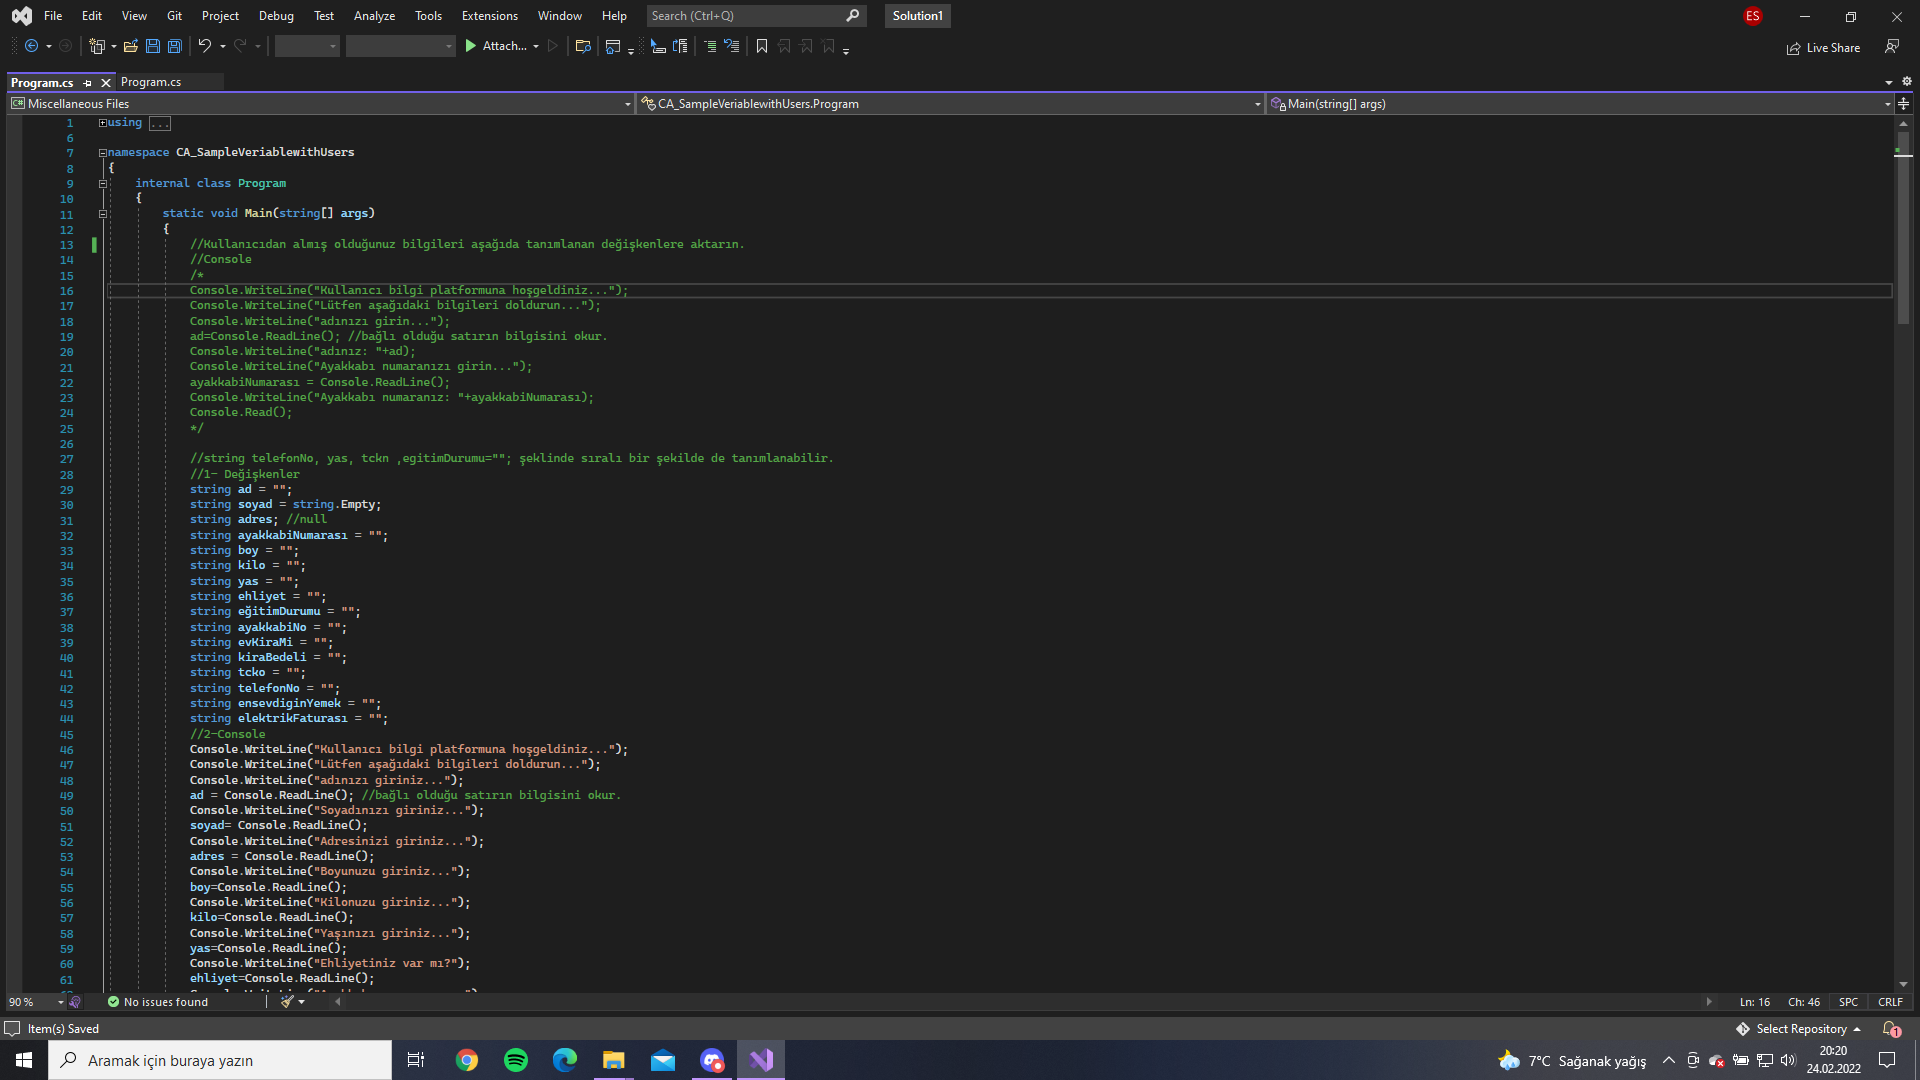 File Edit View Git Project Debug Test Analyze Tools Extensions Window Help Search (Ctrl+Q) Solution1 ES
Attach... Live Share
Program.cs Program.cs
Miscellaneous Files CA_SampleVeriablewithUsers.Program Main(string[] args)
1 using ...
6
7 namespace CA_SampleVeriablewithUsers
8 {
9 internal class Program
10 {
11 static void Main(string[] args)
12 {
13 //Kullanıcıdan almış olduğunuz bilgileri aşağıda tanımlanan değişkenlere aktarın.
14 //Console
15 /*
16 Console.WriteLine("Kullanıcı bilgi platformuna hoşgeldiniz...");
17 Console.WriteLine("Lütfen aşağıdaki bilgileri doldurun...");
18 Console.WriteLine("adınızı girin...");
19 ad=Console.ReadLine(); //bağlı olduğu satırın bilgisini okur.
20 Console.WriteLine("adınız: "+ad);
21 Console.WriteLine("Ayakkabı numaranızı girin...");
22 ayakkabiNumarası = Console.ReadLine();
23 Console.WriteLine("Ayakkabı numaranız: "+ayakkabiNumarası);
24 Console.Read();
25 */
26
27 //string telefonNo, yas, tckn ,egitimDurumu=""; şeklinde sıralı bir şekilde de tanımlanabilir.
28 //1- Değişkenler
29 string ad = "";
30 string soyad = string.Empty;
31 string adres; //null
32 string ayakkabiNumarası = "";
33 string boy = "";
34 string kilo = "";
35 string yas = "";
36 string ehliyet = "";
37 string eğitimDurumu = "";
38 string ayakkabiNo = "";
39 string evKiraMi = "";
40 string kiraBedeli = "";
41 string tcko = "";
42 string telefonNo = "";
43 string ensevdiginYemek = "";
44 string elektrikFaturası = "";
45 //2-Console
46 Console.WriteLine("Kullanıcı bilgi platformuna hoşgeldiniz...");
47 Console.WriteLine("Lütfen aşağıdaki bilgileri doldurun...");
48 Console.WriteLine("adınızı giriniz...");
49 ad = Console.ReadLine(); //bağlı olduğu satırın bilgisini okur.
50 Console.WriteLine("Soyadınızı giriniz...");
51 soyad= Console.ReadLine();
52 Console.WriteLine("Adresinizi giriniz...");
53 adres = Console.ReadLine();
54 Console.WriteLine("Boyunuzu giriniz...");
55 boy=Console.ReadLine();
56 Console.WriteLine("Kilonuzu giriniz...");
57 kilo=Console.ReadLine();
58 Console.WriteLine("Yaşınızı giriniz...");
59 yas=Console.ReadLine();
60 Console.WriteLine("Ehliyetiniz var mı?");
61 ehliyet=Console.ReadLine();
90 % No issues found Ln: 16 Ch: 46 SPC CRLF
Item(s) Saved Select Repository 1
Aramak için buraya yazın 7°C Sağanak yağış 20:20
24.02.2022